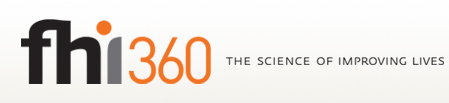 fhi360 THE SCIENCE OF IMPROVING LIVES